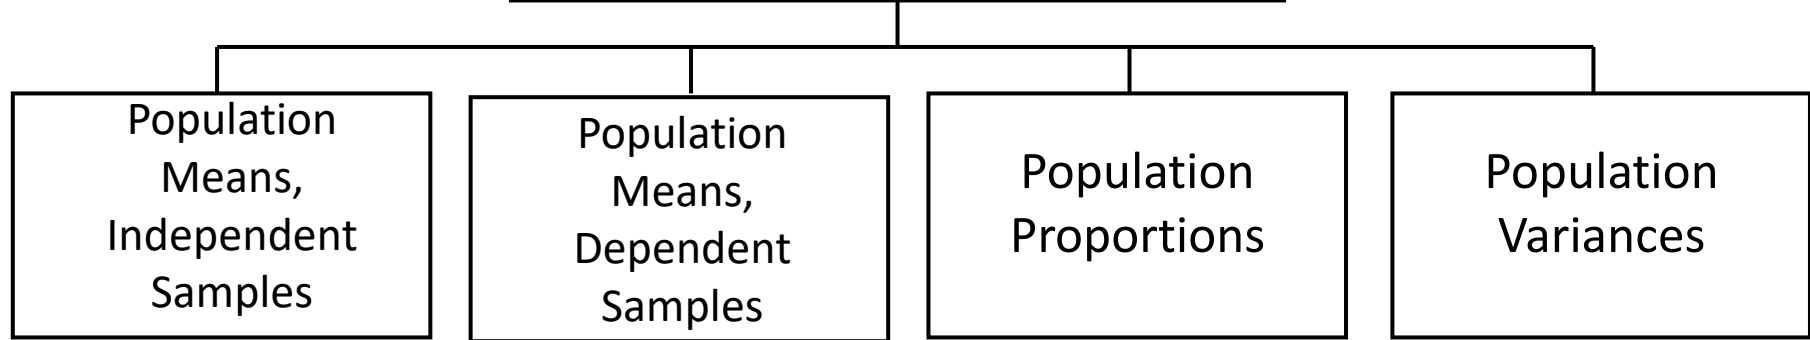 Population
Means,
Independent
Samples
Population
Means,
Dependent
Samples
Population
Proportions
Population
Variances